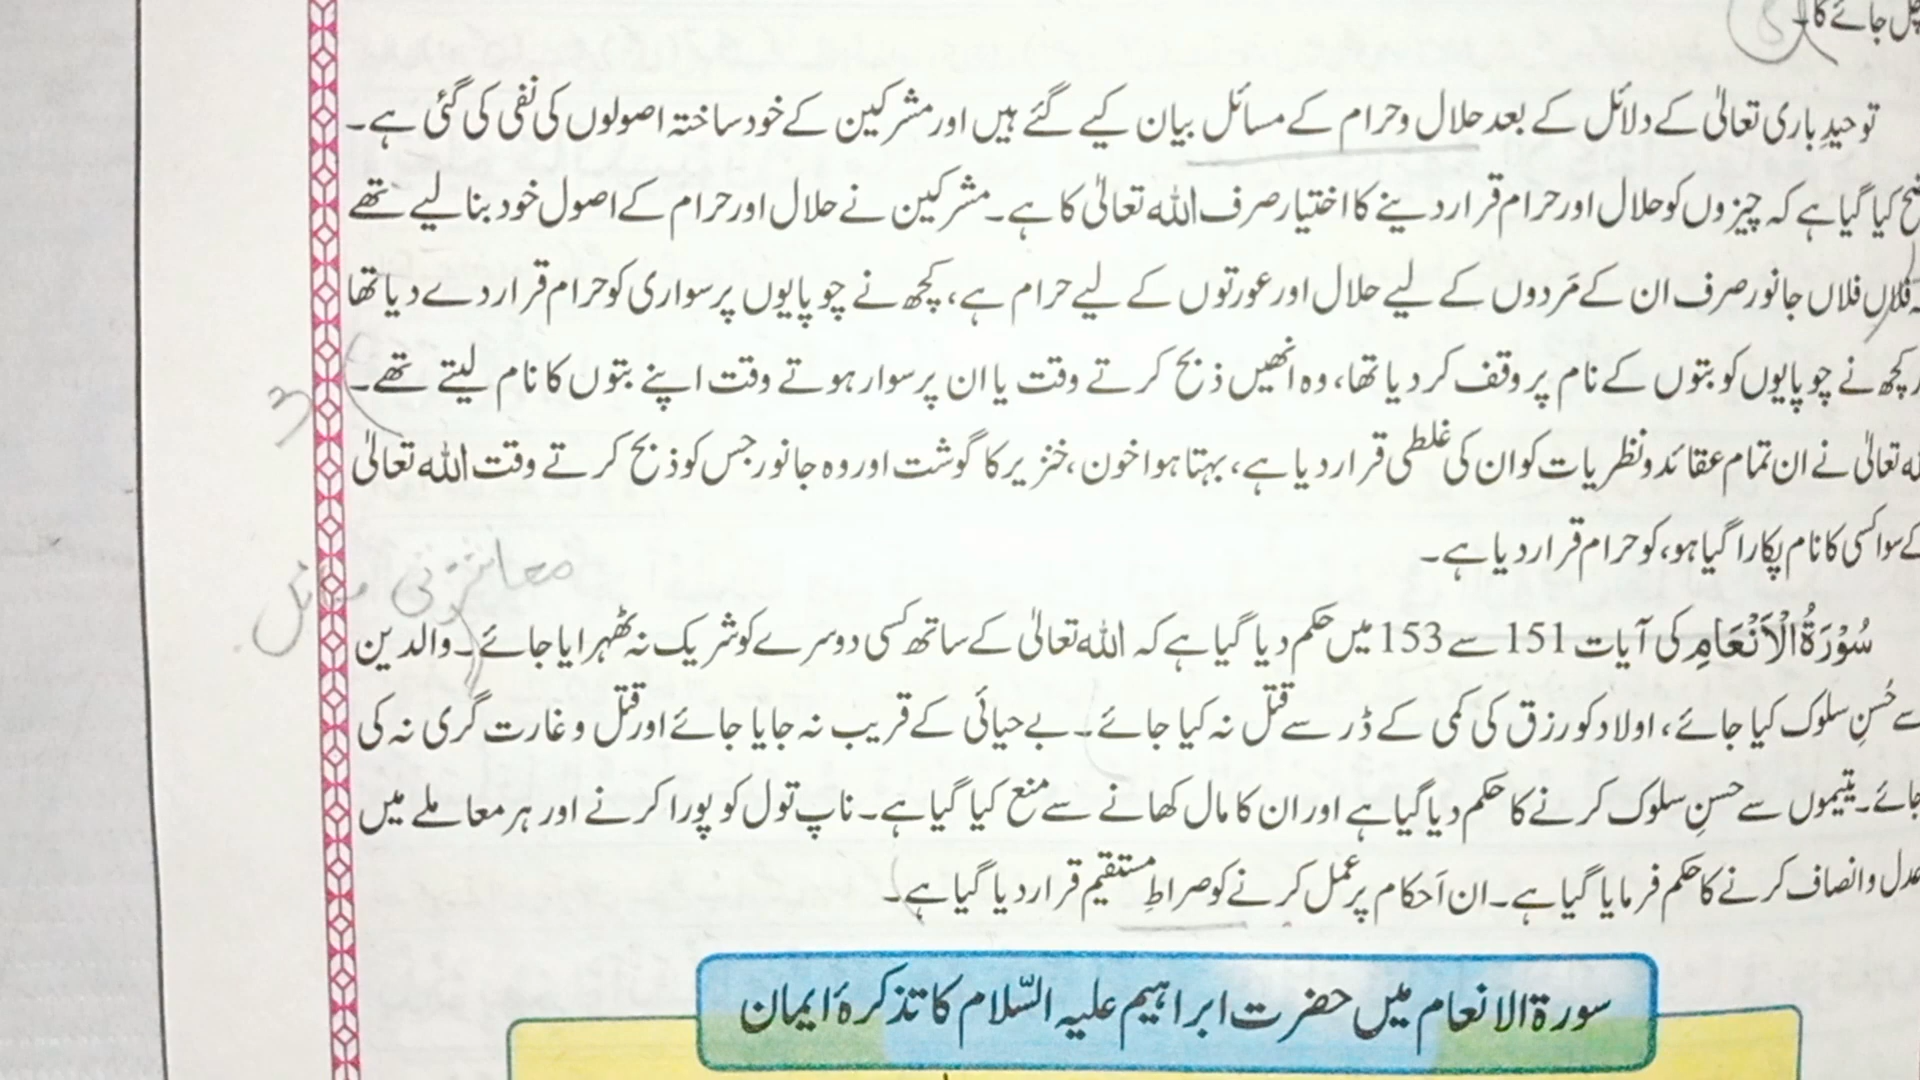 چل جائے گا۔
توحیدِ باری تعالیٰ کے دلائل کے بعد حلال و حرام کے مسائل بیان کیے گئے ہیں اور مشرکین کے خود ساختہ اصولوں کی نفی کی گئی ہے۔
کیا گیا ہے کہ چیزوں کو حلال اور حرام قرار دینے کا اختیار صرف اللہ تعالیٰ کا ہے۔ مشرکین نے حلال اور حرام کے اصول خود بنا لیے تھے
فلاں فلاں جانور صرف ان کے مَردوں کے لیے حلال اور عورتوں کے لیے حرام ہے، کچھ نے چوپایوں پر سواری کو حرام قرار دے دیا تھا
کچھ نے چوپایوں کو بتوں کے نام پر وقف کر دیا تھا، وہ انھیں ذبح کرتے وقت یا ان پر سوار ہوتے وقت اپنے بتوں کا نام لیتے تھے۔
تعالیٰ نے ان تمام عقائد و نظریات کو ان کی غلطی قرار دیا ہے، بہتا ہوا خون، خنزیر کا گوشت اور وہ جانور جس کو ذبح کرتے وقت اللہ تعالیٰ
کے سوا کسی کا نام پکارا گیا ہو، کو حرام قرار دیا ہے۔
معاشرتی مسائل
سُوْرَۃُ الْاَنْعَامِ کی آیات 151 سے 153 میں حکم دیا گیا ہے کہ اللہ تعالیٰ کے ساتھ کسی دوسرے کو شریک نہ ٹھہرایا جائے۔ والدین
سے حُسنِ سلوک کیا جائے، اولاد کو رزق کی کمی کے ڈر سے قتل نہ کیا جائے۔ بے حیائی کے قریب نہ جایا جائے اور قتل و غارت گری نہ کی
جائے۔ یتیموں سے حسنِ سلوک کرنے کا حکم دیا گیا ہے اور ان کا مال کھانے سے منع کیا گیا ہے۔ ناپ تول کو پورا کرنے اور ہر معاملے میں
عدل و انصاف کرنے کا حکم فرمایا گیا ہے۔ ان اَحکام پر عمل کرنے کو صراطِ مستقیم قرار دیا گیا ہے۔
سورۃ الانعام میں حضرت ابراہیم علیہ السّلام کا تذکرۂ ایمان